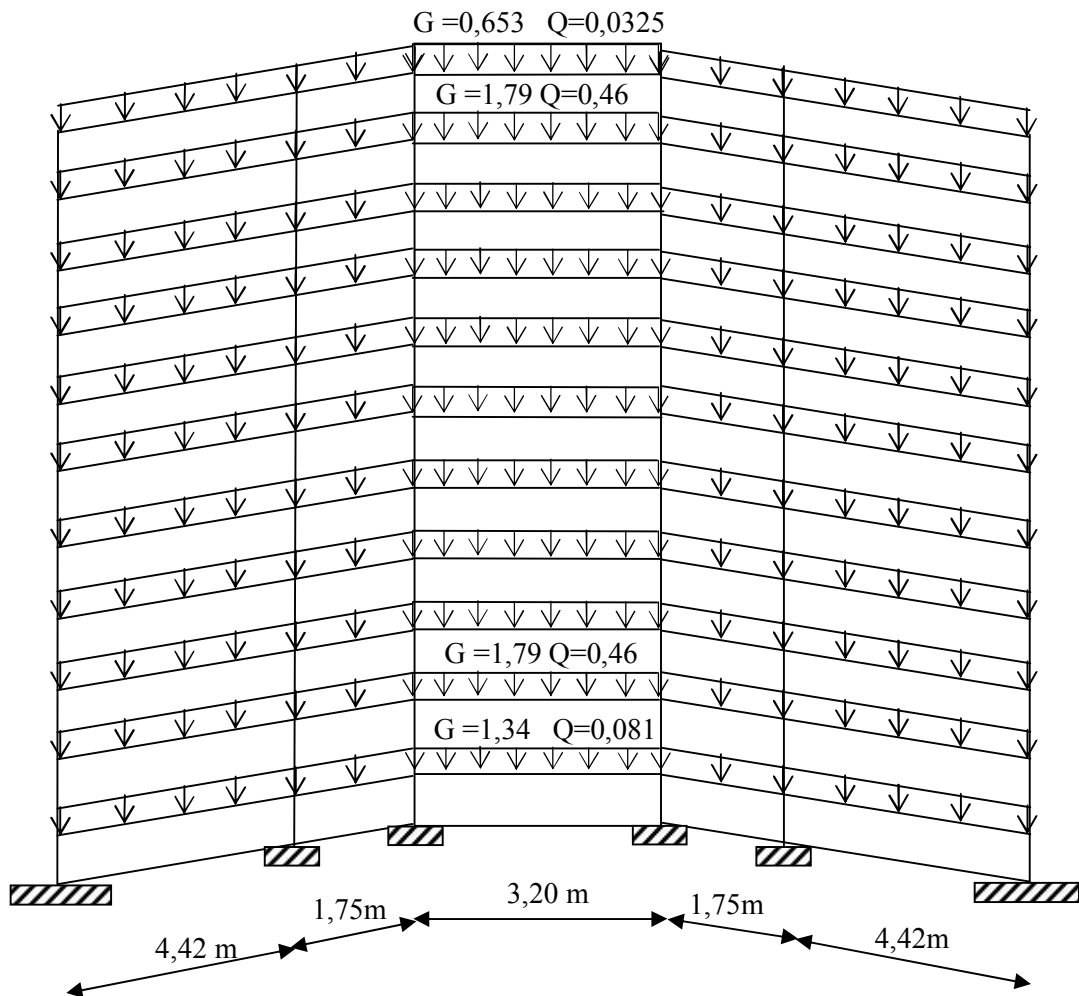 G =0,653 Q=0,0325
G =1,79 Q=0,46
G =1,79 Q=0,46
G =1,34 Q=0,081
4,42 m
1,75m
3,20 m
1,75m
4,42m